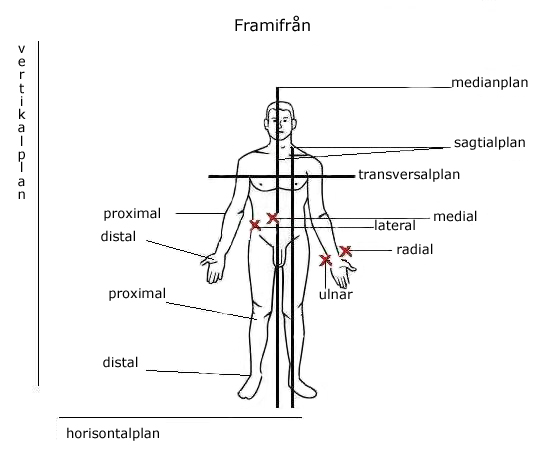 Framifrån
vertikalplan
medianplan
sagtialplan
transversalplan
proximal
medial
lateral
distal
radial
proximal
ulnar
distal
horisontalplan